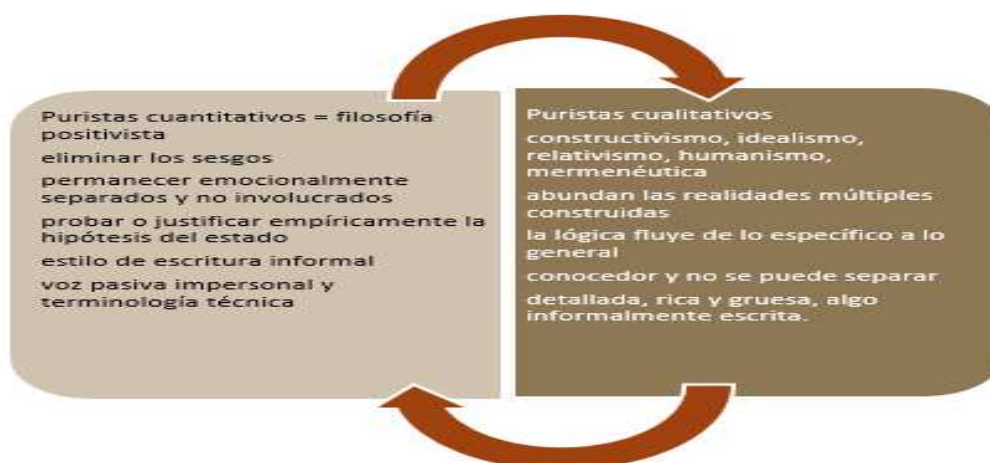 Puristas cuantitativos = filosofía
positivista
eliminar los sesgos
permanecer emocionalmente
separados y no involucrados
probar o justificar empíricamente la
hipótesis del estado
estilo de escritura informal
voz pasiva impersonal y
terminología técnica
Puristas cualitativos
constructivismo, idealismo,
relativismo, humanismo,
mermenéutica
abundan las realidades múltiples
construidas
la lógica fluye de lo específico a lo
general
conocedor y no se puede separar
detallada, rica y gruesa, algo
informalmente escrita.